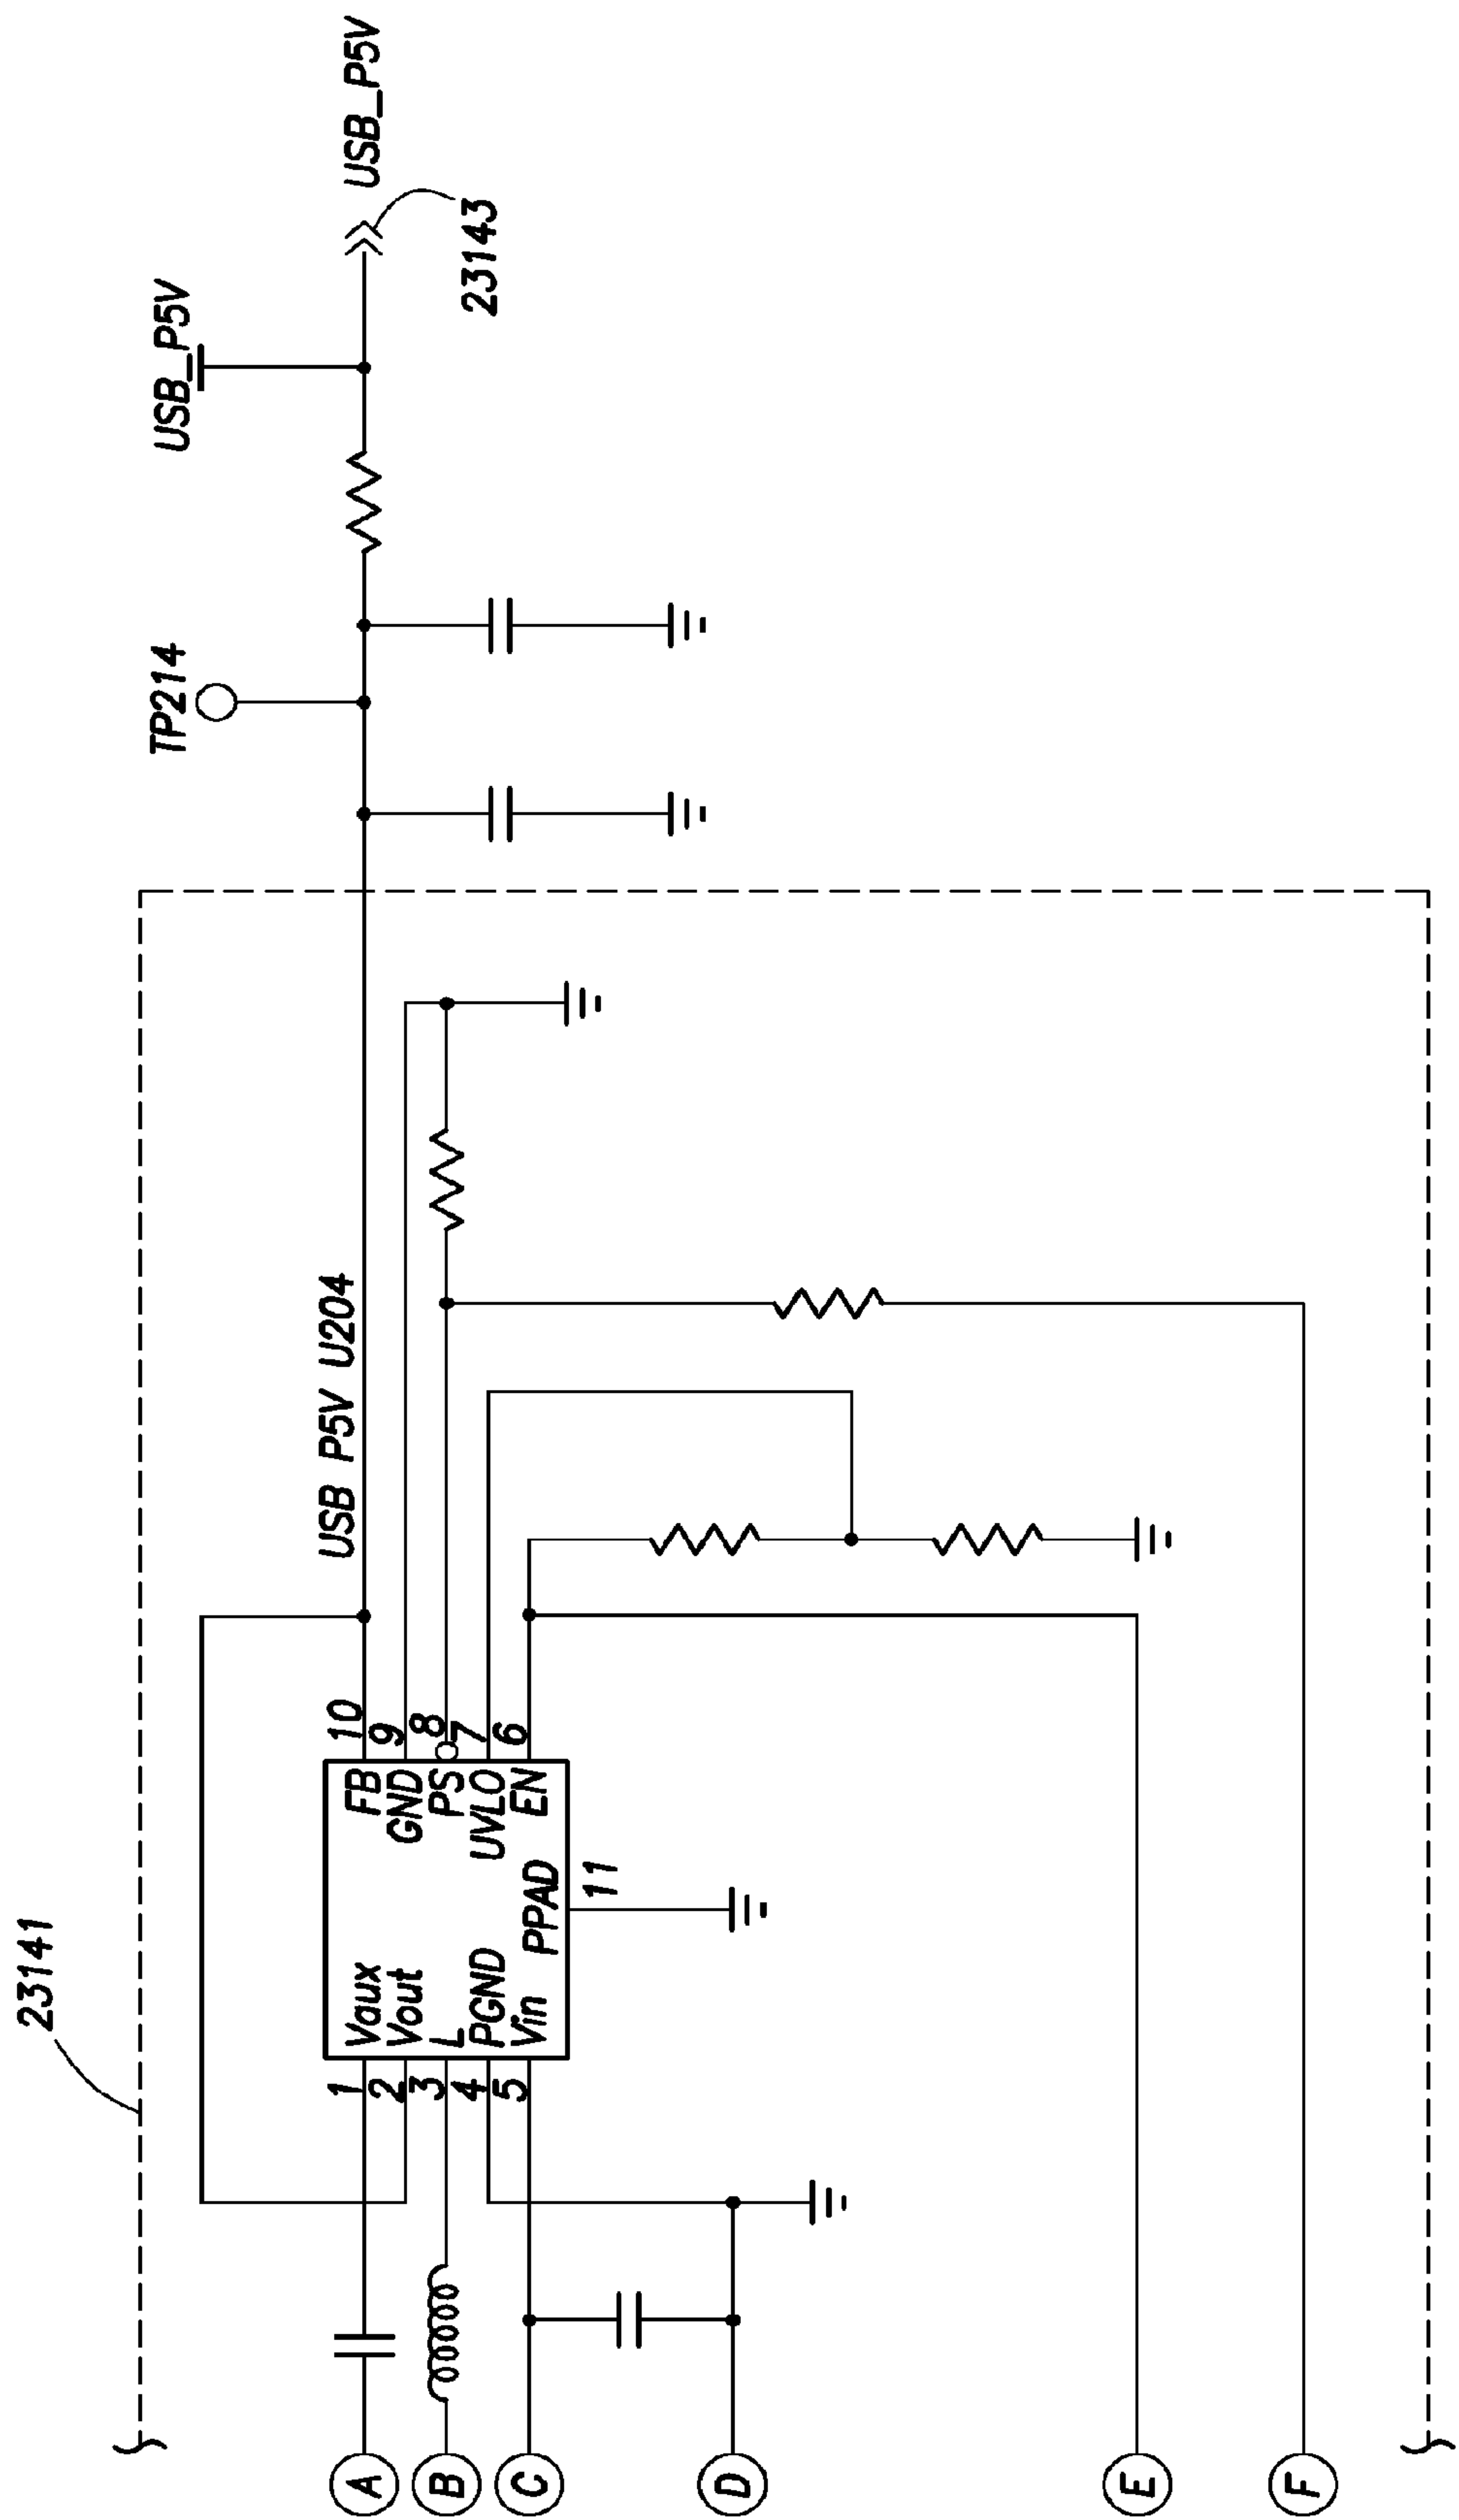 23141
USB_P5V
TP214
USB_P5V
23143
USB P5V U204
1 Vaux
2 Vout
3 L
4 PGND
5 Vin
FB 10
GND 9
PS 8
UVLO 7
EN 6
PPAD
11
A
B
C
D
E
F